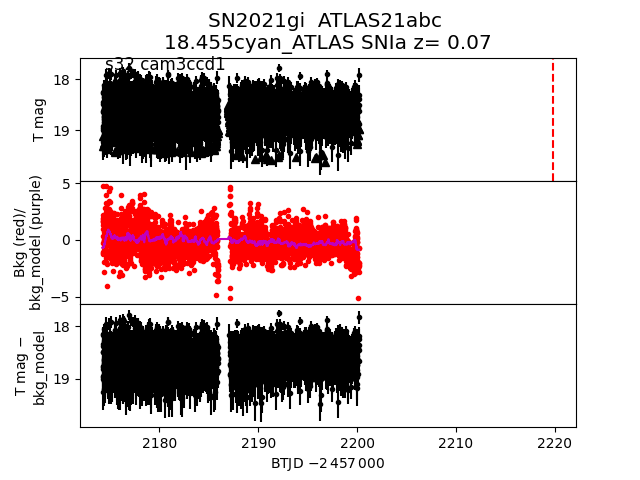 SN2021gi ATLAS21abc
18.455cyan_ATLAS SNIa z= 0.07
s32 cam3ccd1
18
19
T mag
5
0
−5
Bkg (red)/
bkg_model (purple)
18
19
T mag −
bkg_model
2180
2190
2200
2210
2220
BTJD −2 457 000